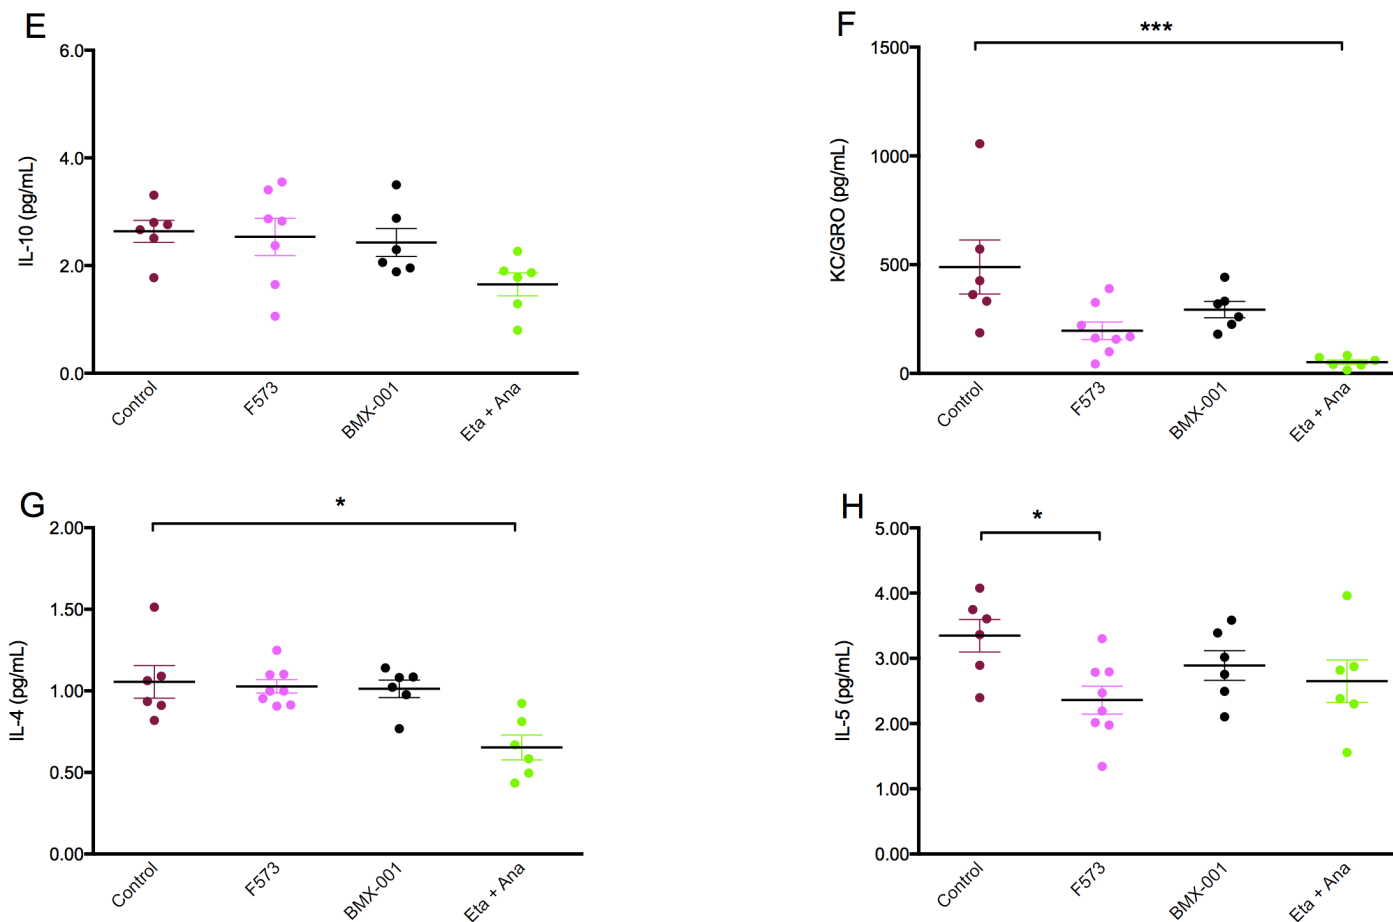 E
IL-10 (pg/mL)
6.0
4.0
2.0
0.0
Control
F573
BMX-001
Eta + Ana
F
***
KC/GRO (pg/mL)
1500
1000
500
0
Control
F573
BMX-001
Eta + Ana
G
*
IL-4 (pg/mL)
2.00
1.50
1.00
0.50
0.00
Control
F573
BMX-001
Eta + Ana
H
*
IL-5 (pg/mL)
5.00
4.00
3.00
2.00
1.00
0.00
Control
F573
BMX-001
Eta + Ana